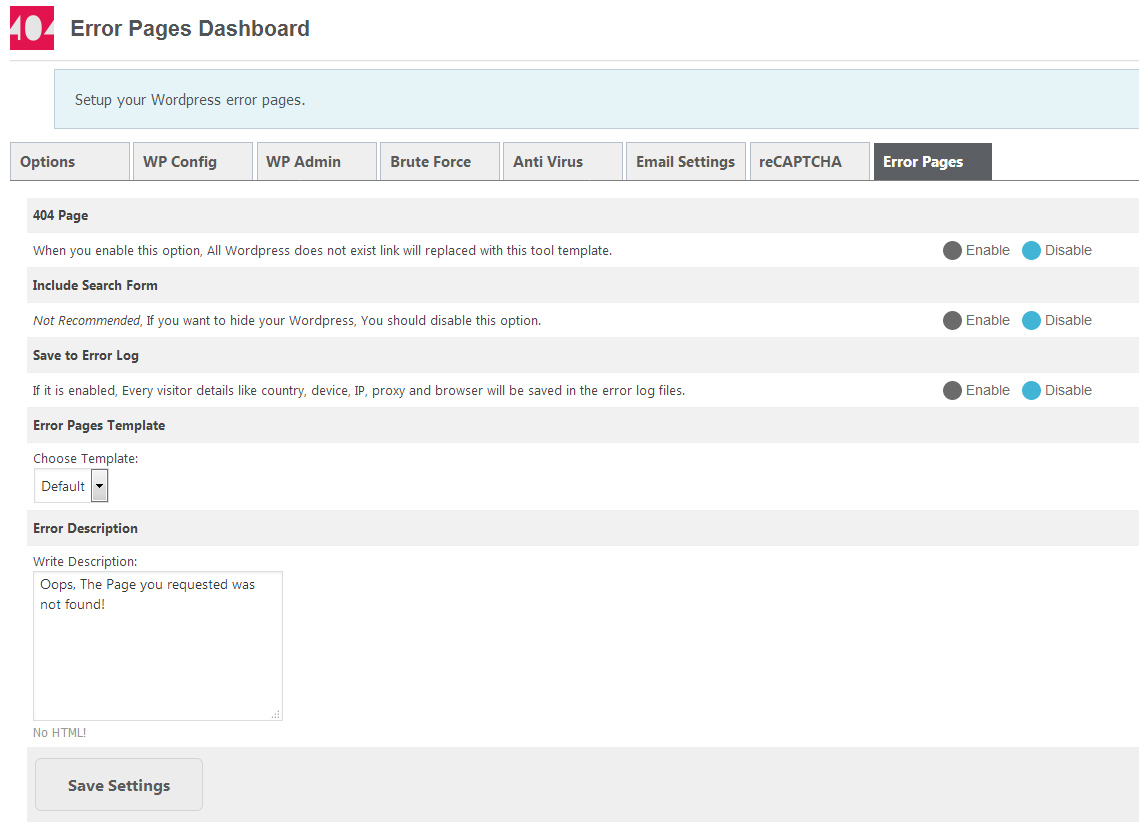 404
Error Pages Dashboard
Setup your Wordpress error pages.
Options WP Config WP Admin Brute Force Anti Virus Email Settings reCAPTCHA Error Pages
404 Page
When you enable this option, All Wordpress does not exist link will replaced with this tool template. Enable Disable
Include Search Form
Not Recommended, If you want to hide your Wordpress, You should disable this option. Enable Disable
Save to Error Log
If it is enabled, Every visitor details like country, device, IP, proxy and browser will be saved in the error log files. Enable Disable
Error Pages Template
Choose Template:
Default
Error Description
Write Description:
Oops, The Page you requested was
not found!
No HTML!
Save Settings